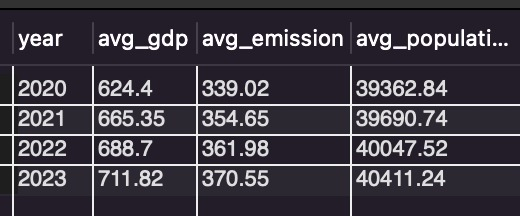 year avg_gdp avg_emission avg_populati...
2020 624.4 339.02 39362.84
2021 665.35 354.65 39690.74
2022 688.7 361.98 40047.52
2023 711.82 370.55 40411.24